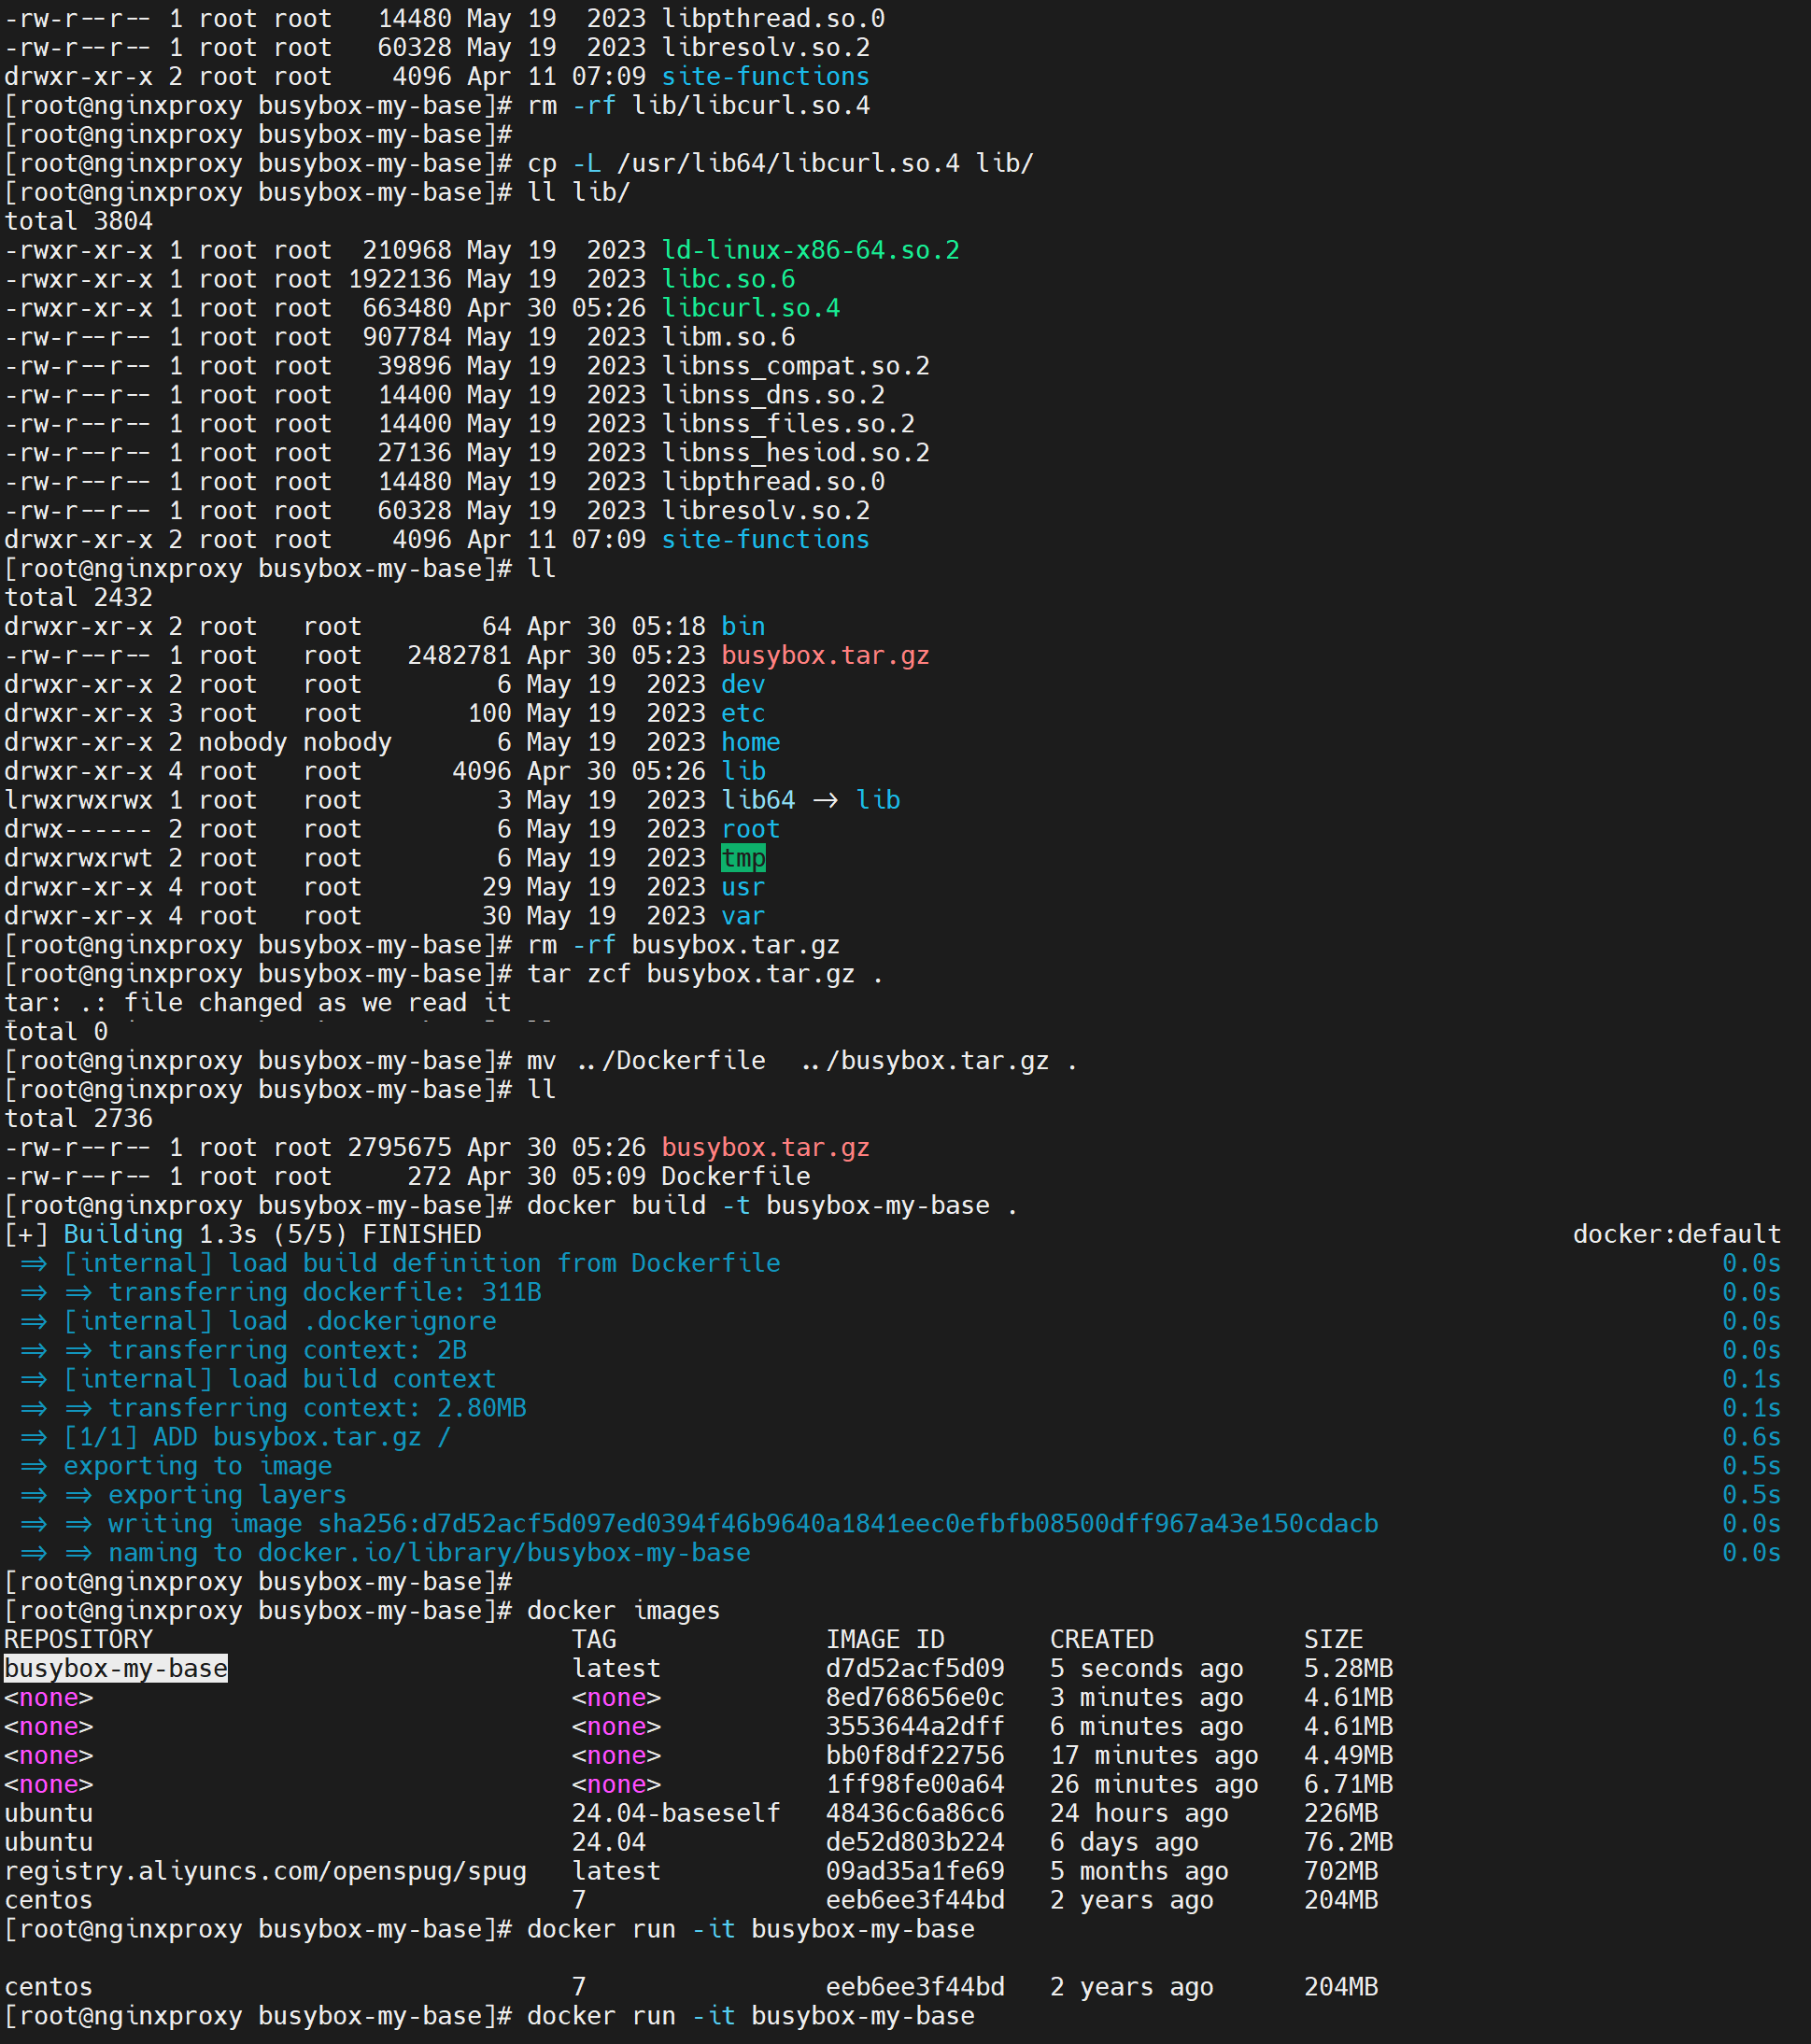 -rw-r--r-- 1 root root   14480 May 19  2023 libpthread.so.0
-rw-r--r-- 1 root root   60328 May 19  2023 libresolv.so.2
drwxr-xr-x 2 root root    4096 Apr 11 07:09 site-functions
[root@nginxproxy busybox-my-base]# rm -rf lib/libcurl.so.4
[root@nginxproxy busybox-my-base]#
[root@nginxproxy busybox-my-base]# cp -L /usr/lib64/libcurl.so.4 lib/
[root@nginxproxy busybox-my-base]# ll lib/
total 3804
-rwxr-xr-x 1 root root  210968 May 19  2023 ld-linux-x86-64.so.2
-rwxr-xr-x 1 root root 1922136 May 19  2023 libc.so.6
-rwxr-xr-x 1 root root  663480 Apr 30 05:26 libcurl.so.4
-rw-r--r-- 1 root root  907784 May 19  2023 libm.so.6
-rw-r--r-- 1 root root   39896 May 19  2023 libnss_compat.so.2
-rw-r--r-- 1 root root   14400 May 19  2023 libnss_dns.so.2
-rw-r--r-- 1 root root   14400 May 19  2023 libnss_files.so.2
-rw-r--r-- 1 root root   27136 May 19  2023 libnss_hesiod.so.2
-rw-r--r-- 1 root root   14480 May 19  2023 libpthread.so.0
-rw-r--r-- 1 root root   60328 May 19  2023 libresolv.so.2
drwxr-xr-x 2 root root    4096 Apr 11 07:09 site-functions
[root@nginxproxy busybox-my-base]# ll
total 2432
drwxr-xr-x 2 root   root        64 Apr 30 05:18 bin
-rw-r--r-- 1 root   root   2482781 Apr 30 05:23 busybox.tar.gz
drwxr-xr-x 2 root   root         6 May 19  2023 dev
drwxr-xr-x 3 root   root       100 May 19  2023 etc
drwxr-xr-x 2 nobody nobody       6 May 19  2023 home
drwxr-xr-x 4 root   root      4096 Apr 30 05:26 lib
lrwxrwxrwx 1 root   root         3 May 19  2023 lib64 -> lib
drwx------ 2 root   root         6 May 19  2023 root
drwxrwxrwt 2 root   root         6 May 19  2023 tmp
drwxr-xr-x 4 root   root        29 May 19  2023 usr
drwxr-xr-x 4 root   root        30 May 19  2023 var
[root@nginxproxy busybox-my-base]# rm -rf busybox.tar.gz
[root@nginxproxy busybox-my-base]# tar zcf busybox.tar.gz .
tar: .: file changed as we read it
total 0
[root@nginxproxy busybox-my-base]# mv ../Dockerfile  ../busybox.tar.gz .
[root@nginxproxy busybox-my-base]# ll
total 2736
-rw-r--r-- 1 root root 2795675 Apr 30 05:26 busybox.tar.gz
-rw-r--r-- 1 root root     272 Apr 30 05:09 Dockerfile
[root@nginxproxy busybox-my-base]# docker build -t busybox-my-base .
[+] Building 1.3s (5/5) FINISHED docker:default
 => [internal] load build definition from Dockerfile 0.0s
 => => transferring dockerfile: 311B 0.0s
 => [internal] load .dockerignore 0.0s
 => => transferring context: 2B 0.0s
 => [internal] load build context 0.1s
 => => transferring context: 2.80MB 0.1s
 => [1/1] ADD busybox.tar.gz / 0.6s
 => exporting to image 0.5s
 => => exporting layers 0.5s
 => => writing image sha256:d7d52acf5d097ed0394f46b9640a1841eec0efbfb08500dff967a43e150cdacb 0.0s
 => => naming to docker.io/library/busybox-my-base 0.0s
[root@nginxproxy busybox-my-base]#
[root@nginxproxy busybox-my-base]# docker images
REPOSITORY                            TAG              IMAGE ID       CREATED          SIZE
busybox-my-base                       latest           d7d52acf5d09   5 seconds ago    5.28MB
<none>                                <none>           8ed768656e0c   3 minutes ago    4.61MB
<none>                                <none>           3553644a2dff   6 minutes ago    4.61MB
<none>                                <none>           bb0f8df22756   17 minutes ago   4.49MB
<none>                                <none>           1ff98fe00a64   26 minutes ago   6.71MB
ubuntu                                24.04-baseself   48436c6a86c6   24 hours ago     226MB
ubuntu                                24.04            de52d803b224   6 days ago       76.2MB
registry.aliyuncs.com/openspug/spug   latest           09ad35a1fe69   5 months ago     702MB
centos                                7                eeb6ee3f44bd   2 years ago      204MB
[root@nginxproxy busybox-my-base]# docker run -it busybox-my-base
centos                                7                eeb6ee3f44bd   2 years ago      204MB
[root@nginxproxy busybox-my-base]# docker run -it busybox-my-base